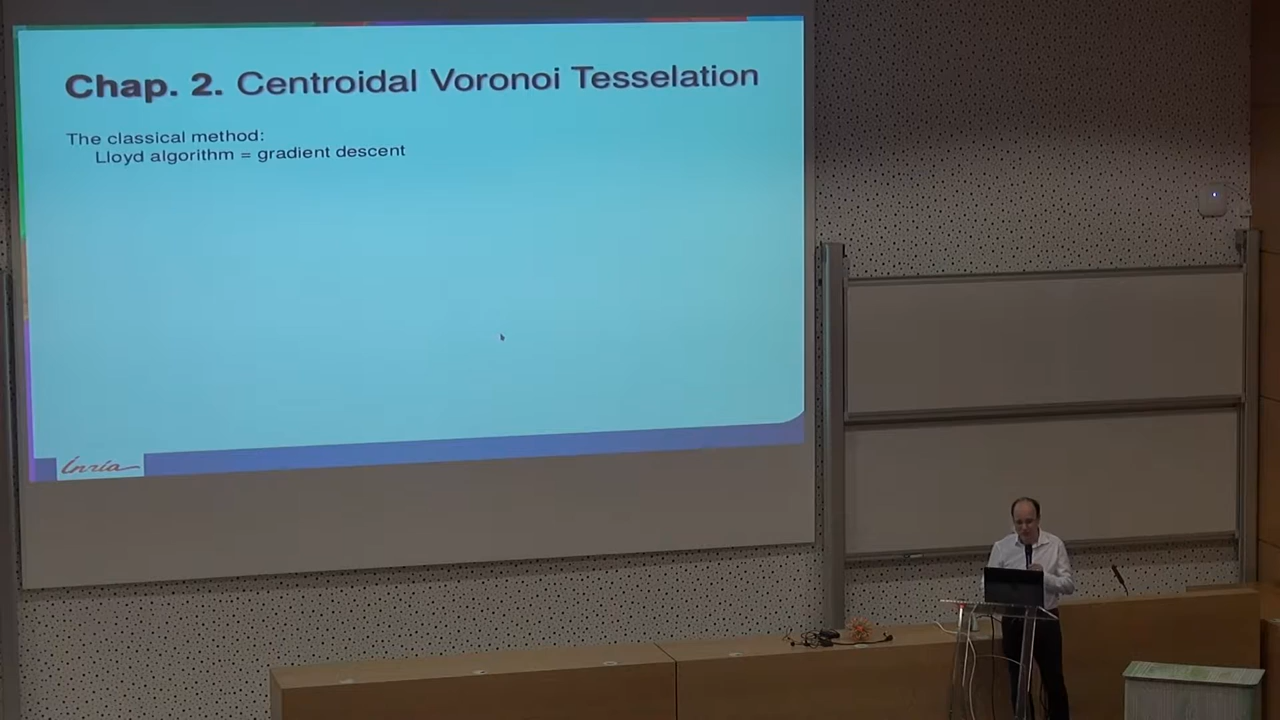 Chap. 2. Centroidal Voronoi Tesselation
The classical method:
Lloyd algorithm = gradient descent
Inria